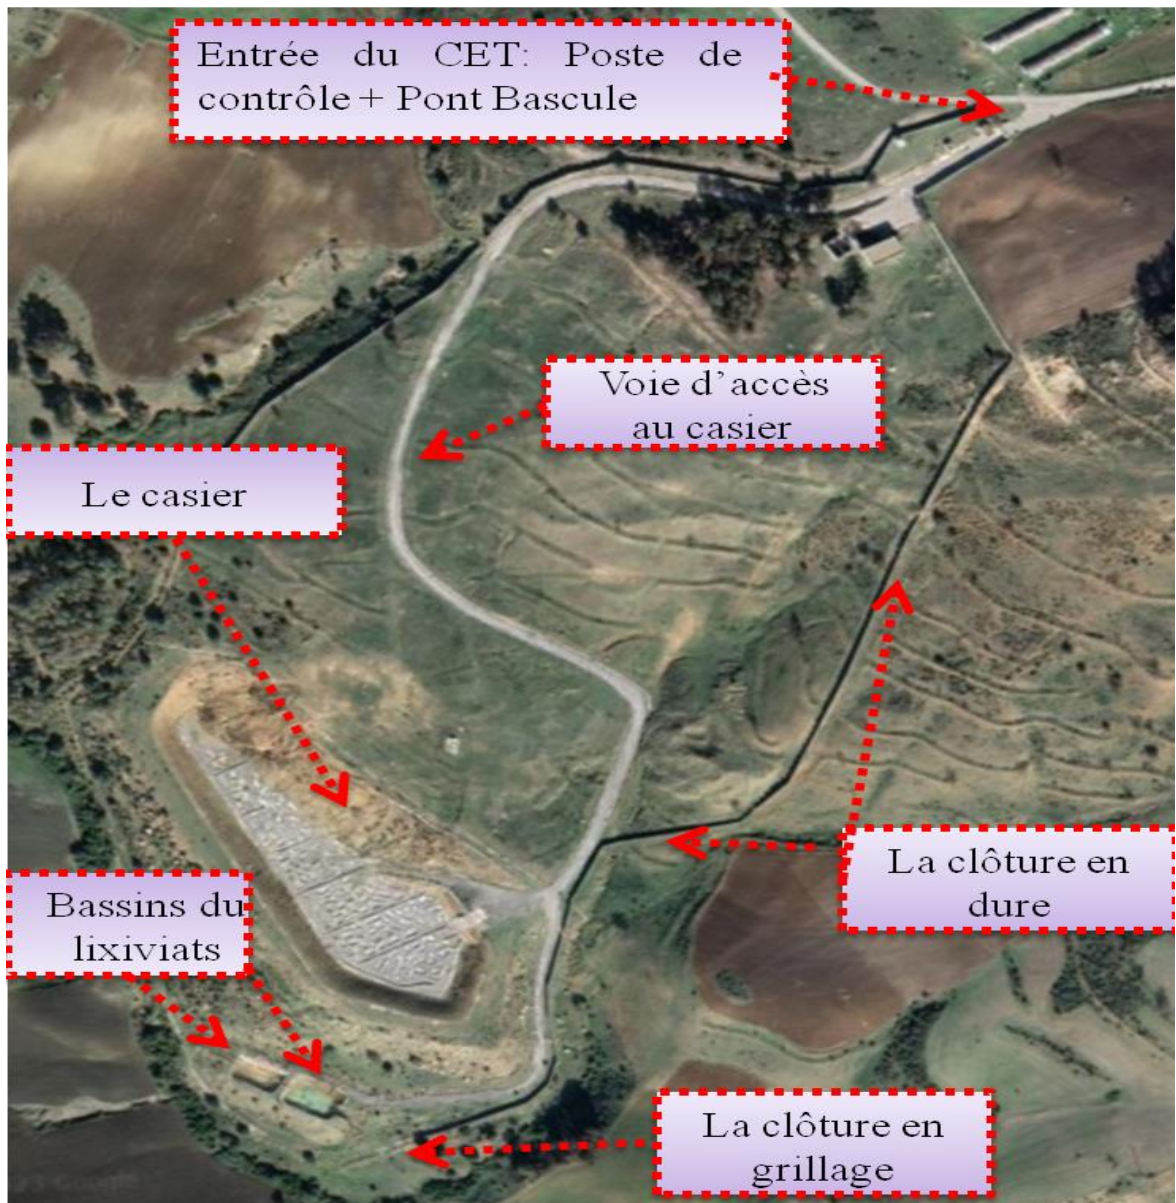 Entrée du CET: Poste de
contrôle + Pont Bascule
Voie d'accès
au casier
Le casier
La clôture en
dure
Bassins du
lixiviats
La clôture en
grillage